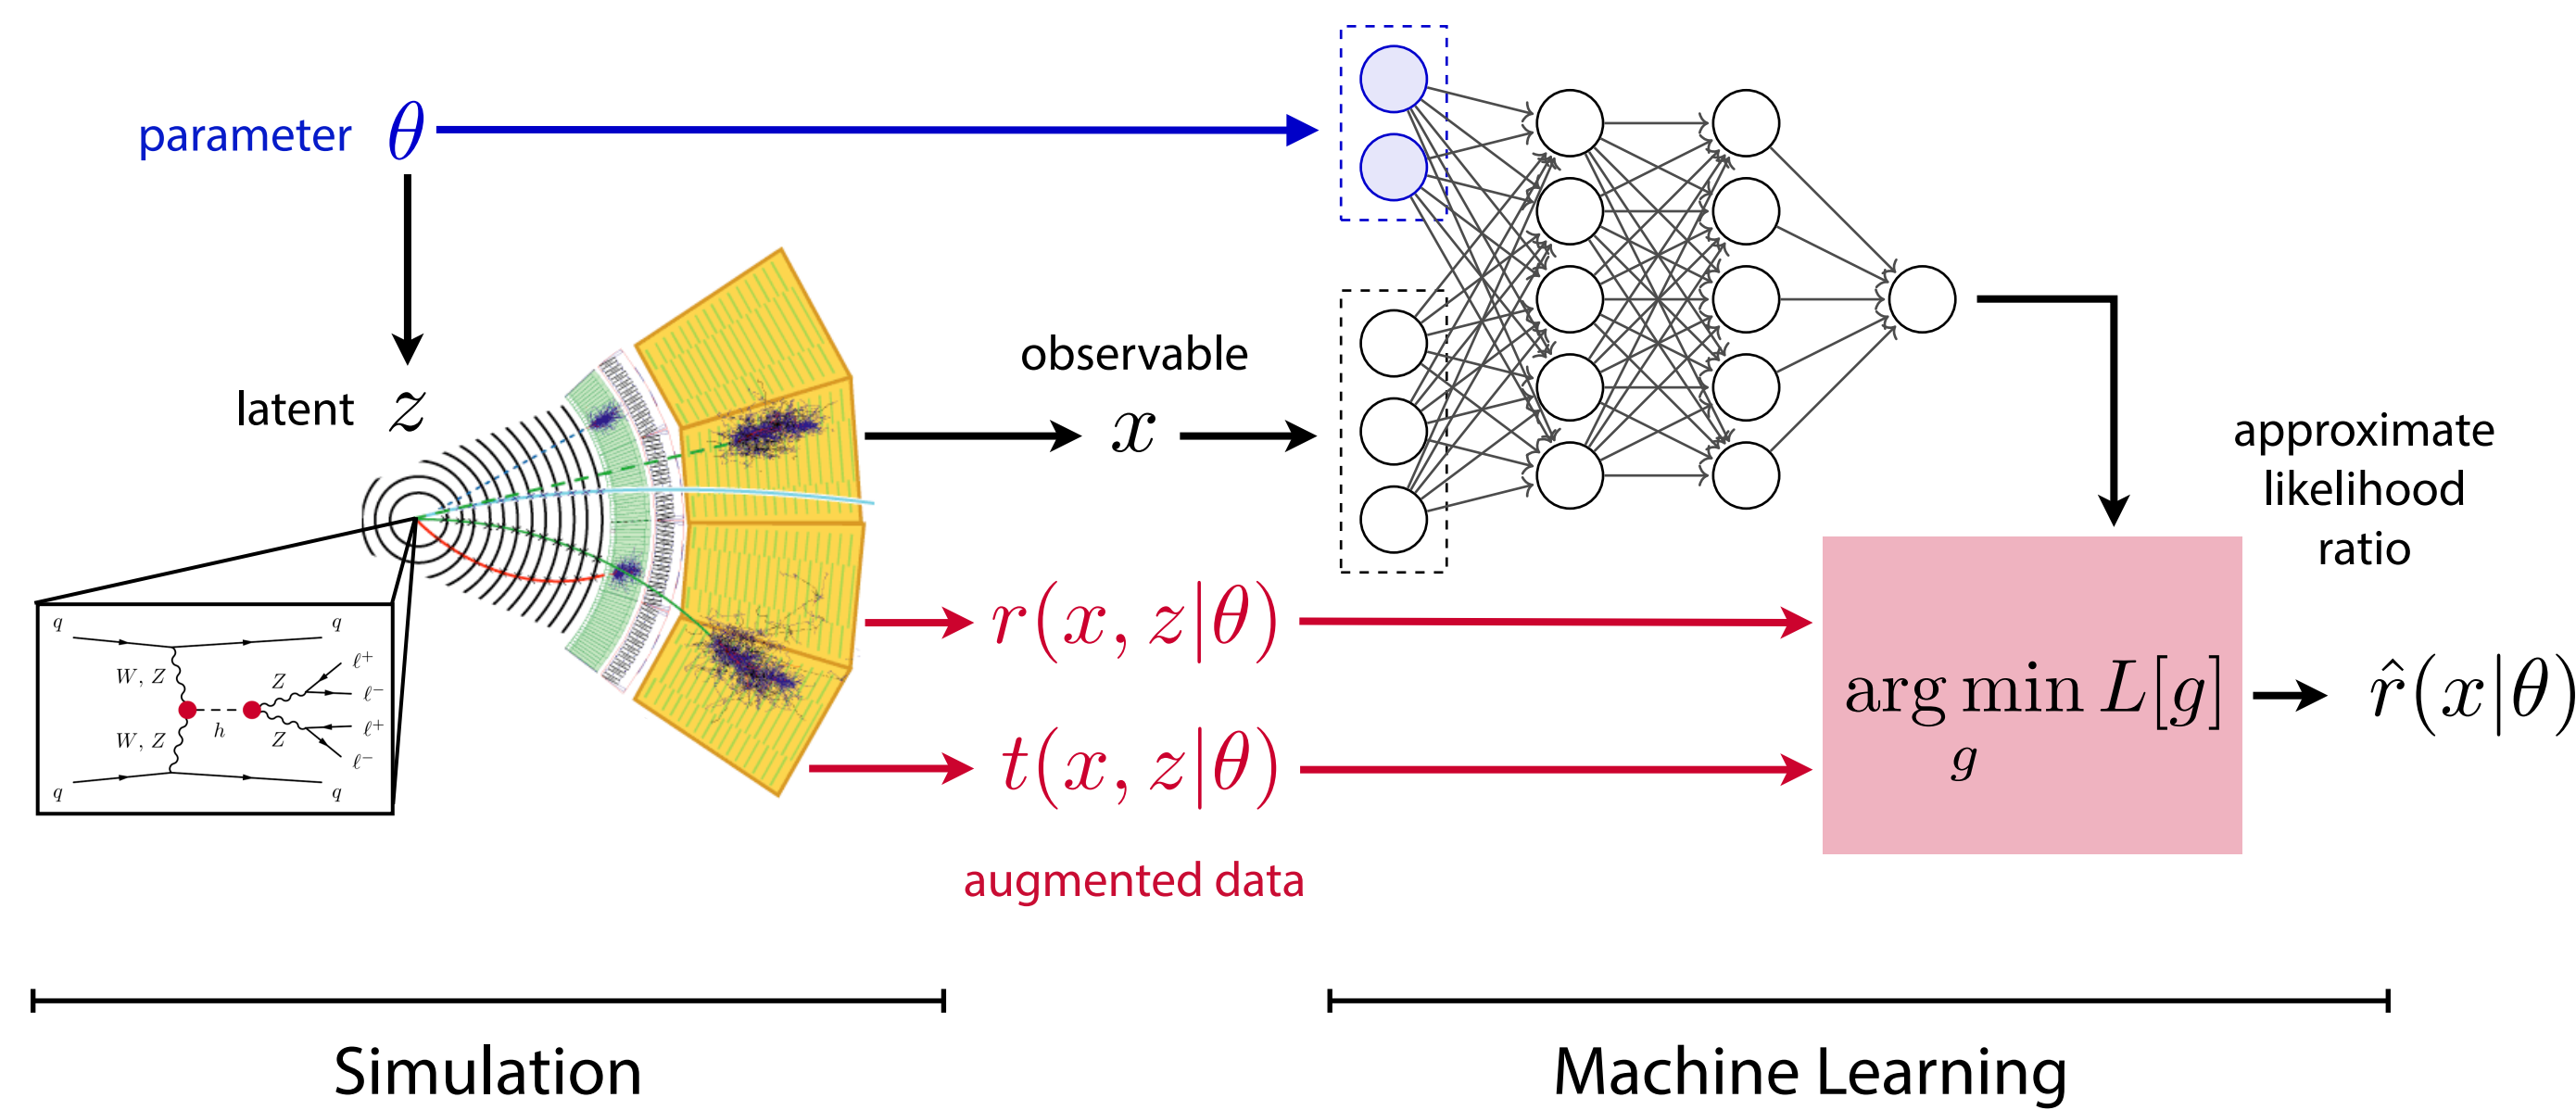 parameter θ
latent z
observable
x
approximate
likelihood
ratio
r(x, z|θ)
t(x, z|θ)
augmented data
arg min L[g]
g
r̂(x|θ)
q q
W, Z
W, Z
h
Z
Z
ℓ⁺
ℓ⁻
ℓ⁺
ℓ⁻
q q
Simulation
Machine Learning